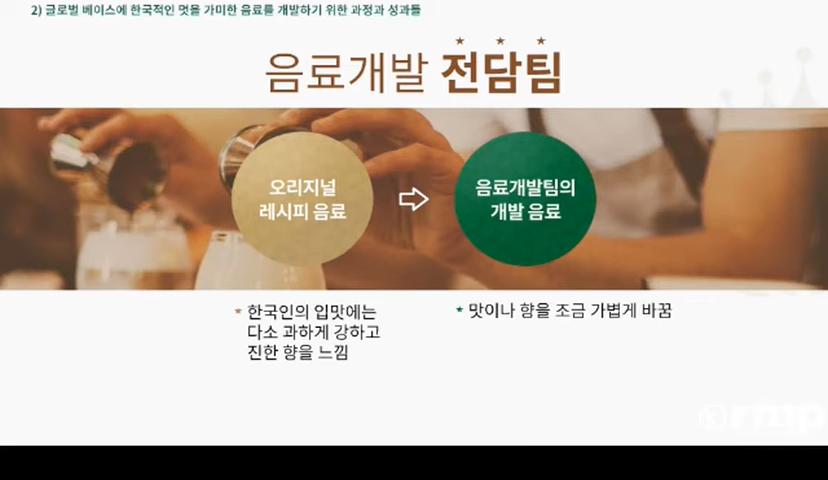 2) 글로벌 베이스에 한국적인 멋을 가미한 음료를 개발하기 위한 과정과 성과들
음료개발 전담팀
오리지널
레시피 음료
음료개발팀의
개발 음료
한국인의 입맛에는
다소 과하게 강하고
진한 향을 느낌
맛이나 향을 조금 가볍게 바꿈